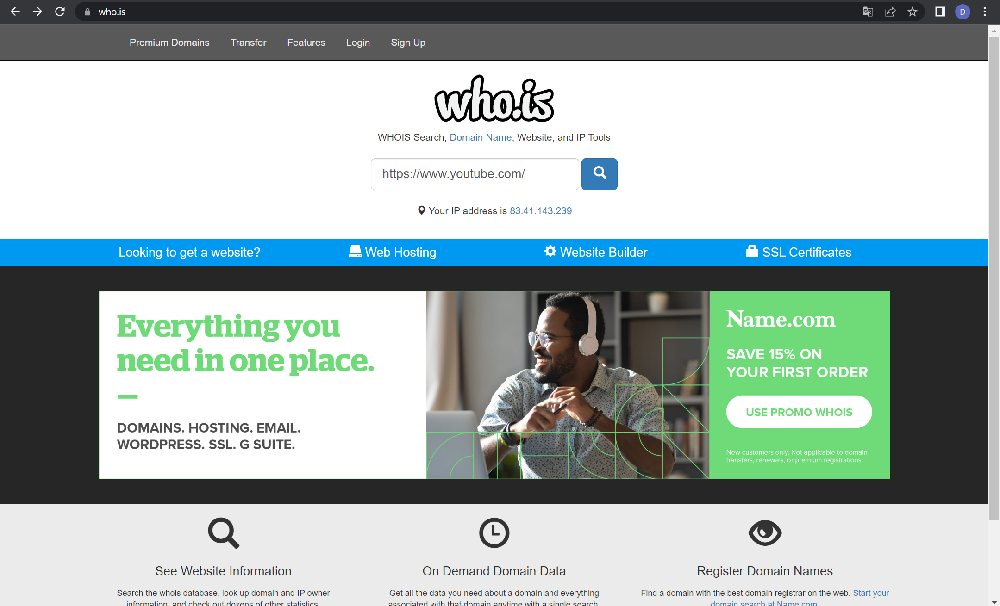 who.is
D
Premium Domains Transfer Features Login Sign Up
who.is
WHOIS Search, Domain Name, Website, and IP Tools
https://www.youtube.com/
Your IP address is 83.41.143.239
Looking to get a website? Web Hosting Website Builder SSL Certificates
Everything you
need in one place.
DOMAINS. HOSTING. EMAIL.
WORDPRESS. SSL. G SUITE.
Name.com
SAVE 15% ON
YOUR FIRST ORDER
USE PROMO WHOIS
New customers only. Not applicable to domain
transfers, renewals, or premium registrations.
See Website Information
Search the whois database, look up domain and IP owner
information, and check out dozens of other statistics.
On Demand Domain Data
Get all the data you need about a domain and everything
associated with that domain anytime with a single search.
Register Domain Names
Find a domain with the best domain registrar on the web. Start your
domain search at Name.com